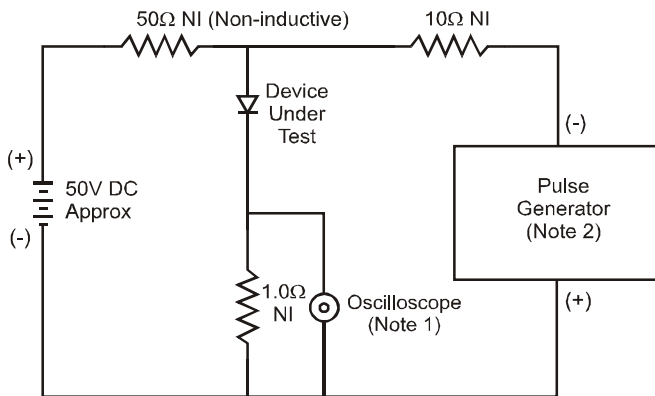 50Ω NI (Non-inductive)
10Ω NI
Device
Under
Test
(+)
50V DC
Approx
(-)
(-)
Pulse
Generator
(Note 2)
(+)
1.0Ω
NI
Oscilloscope
(Note 1)